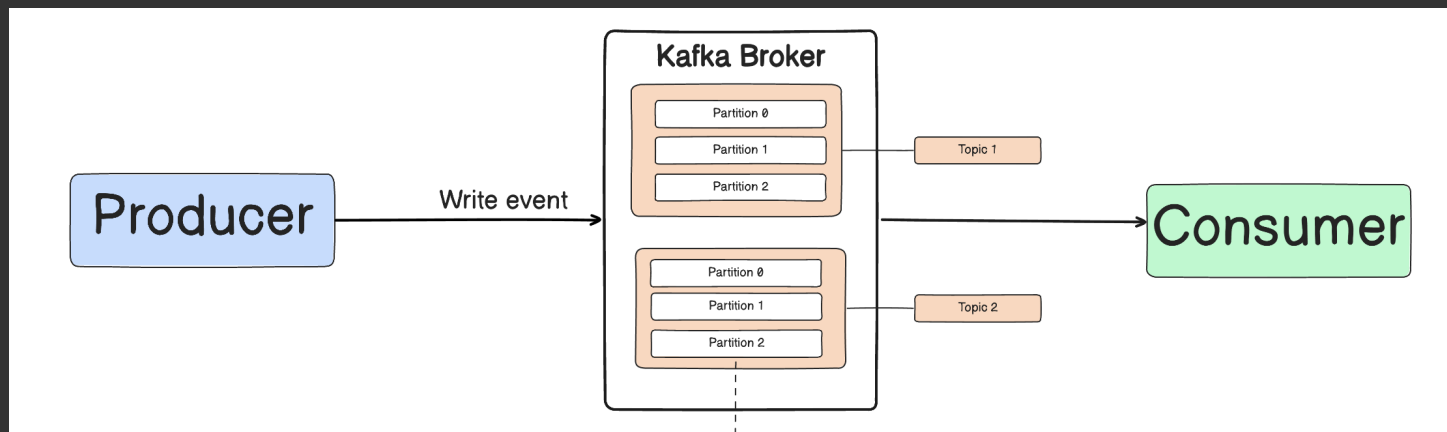 Kafka Broker
Partition 0
Partition 1
Partition 2
Topic 1
Producer
Write event
Consumer
Partition 0
Partition 1
Partition 2
Topic 2